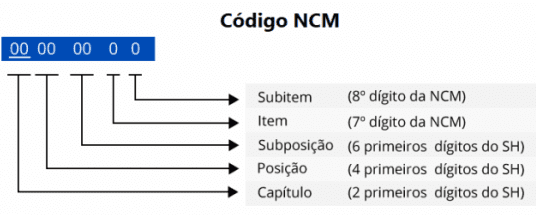 Código NCM
00 00 00 0 0
Subitem (8º dígito da NCM)
Item (7º dígito da NCM)
Subposição (6 primeiros dígitos do SH)
Posição (4 primeiros dígitos do SH)
Capítulo (2 primeiros dígitos do SH)